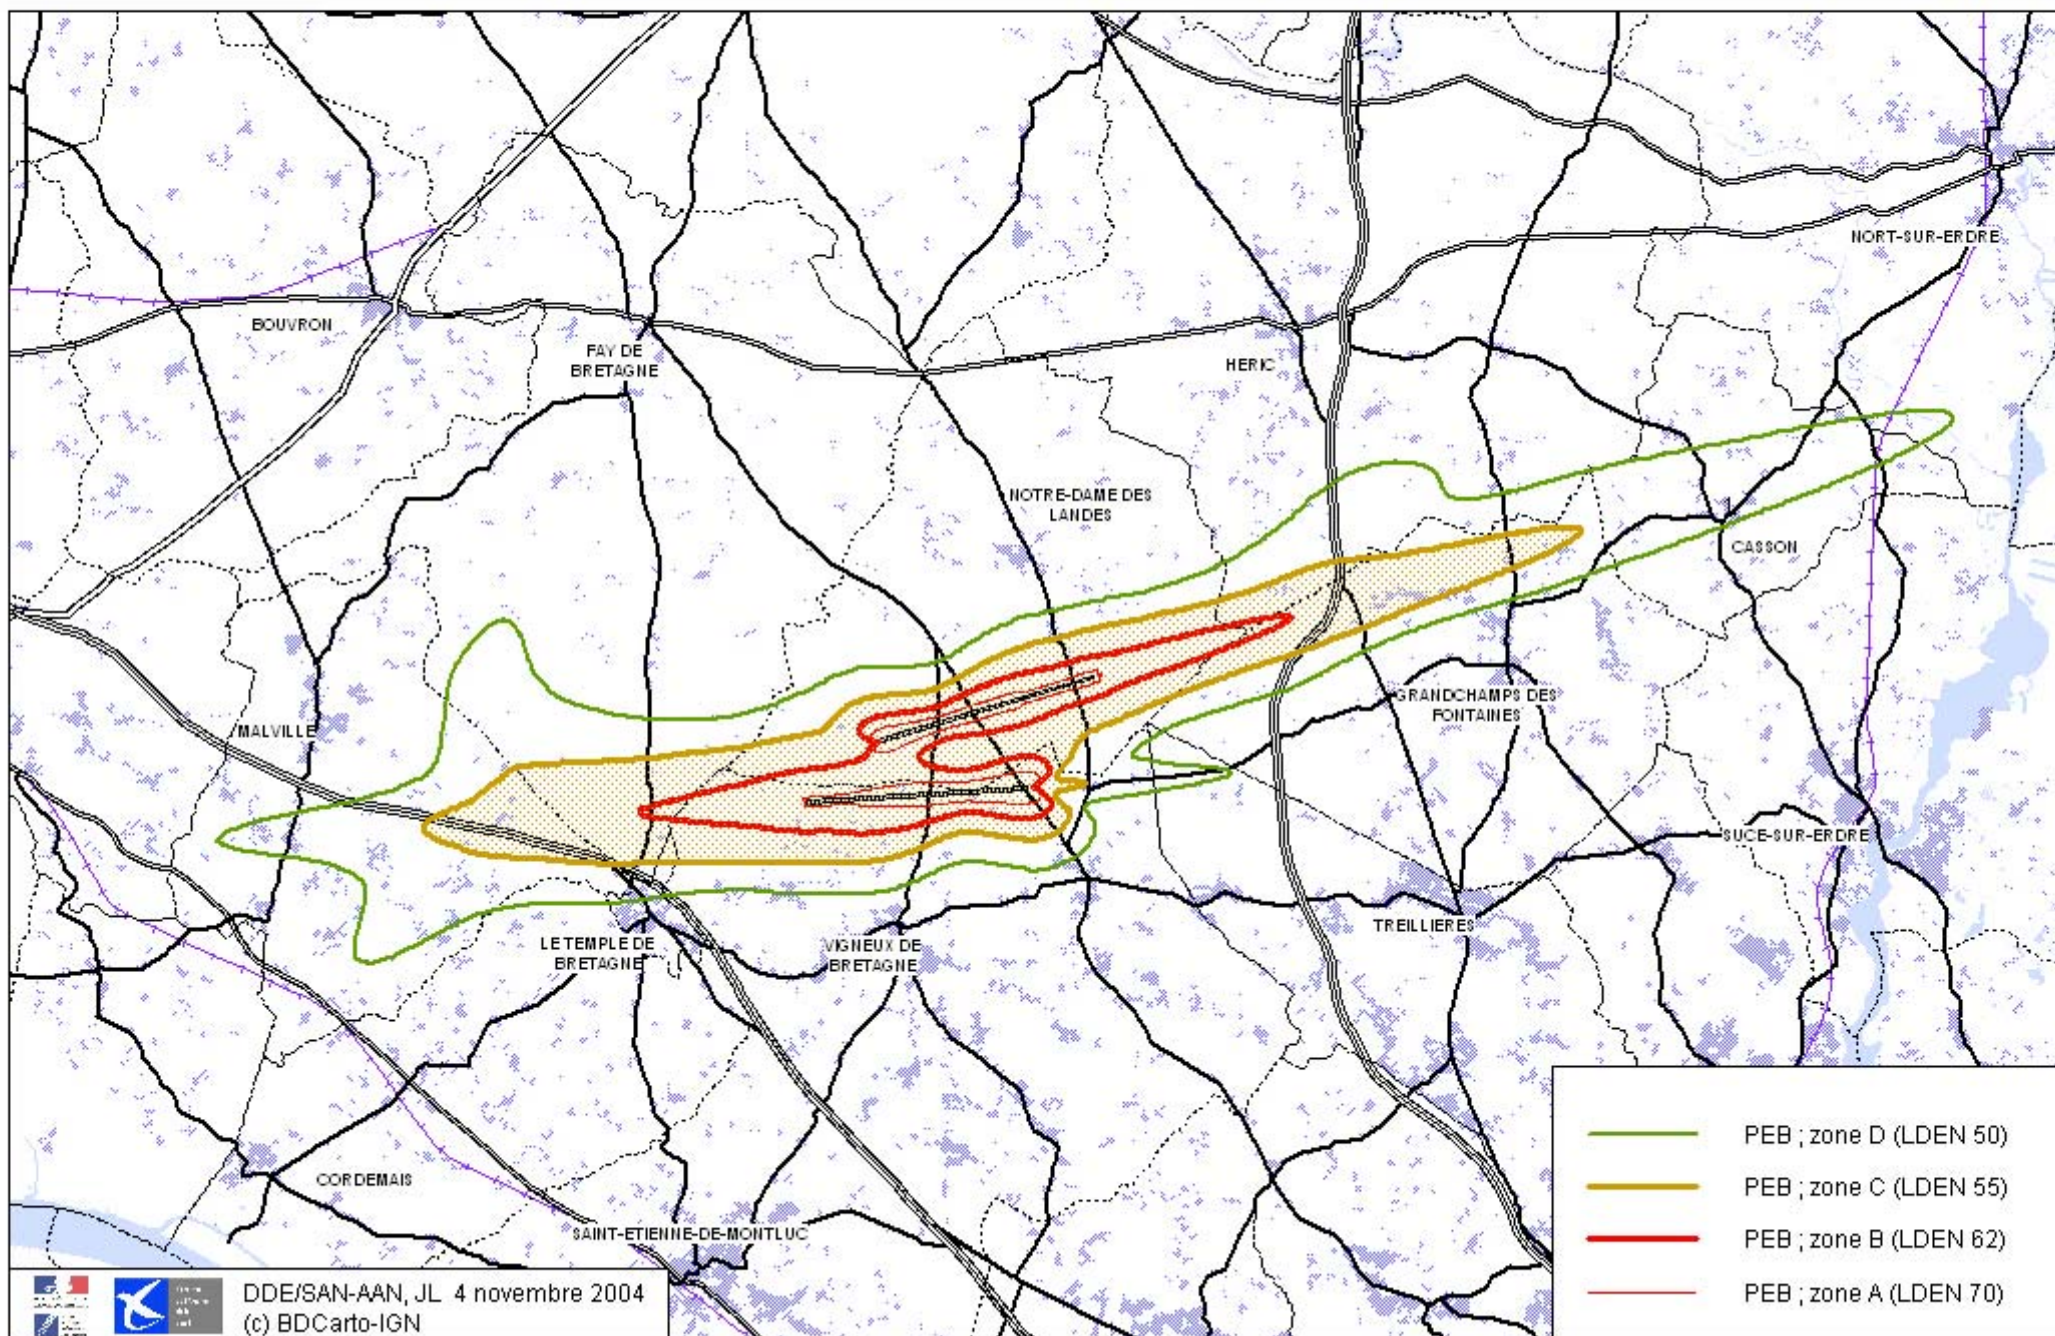 NORT-SUR-ERDRE
BOUVRON
FAY DE
BRETAGNE
HERIC
NOTRE-DAME DES
LANDES
CASSON
GRANDCHAMPS DES
FONTAINES
MALVILLE
SUCE-SUR-ERDRE
TREILLIERES
LE TEMPLE DE
BRETAGNE
VIGNEUX DE
BRETAGNE
CORDEMAIS
SAINT-ETIENNE-DE-MONTLUC
PEB ; zone D (LDEN 50)
PEB ; zone C (LDEN 55)
PEB ; zone B (LDEN 62)
PEB ; zone A (LDEN 70)
DDE/SAN-AAN, JL 4 novembre 2004
(c) BDCarto-IGN